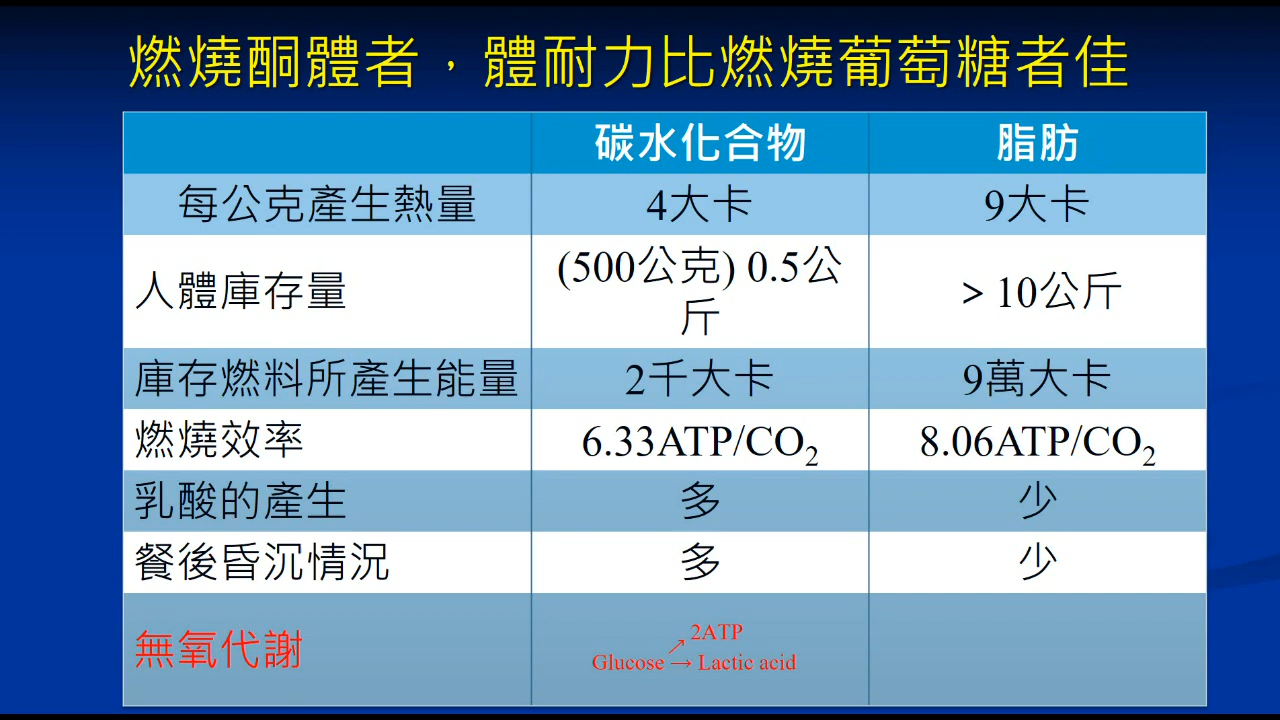 燃燒酮體者，體耐力比燃燒葡萄糖者佳
碳水化合物 脂肪
每公克產生熱量 4大卡 9大卡
人體庫存量 (500公克) 0.5公斤 > 10公斤
庫存燃料所產生能量 2千大卡 9萬大卡
燃燒效率 6.33ATP/CO₂ 8.06ATP/CO₂
乳酸的產生 多 少
餐後昏沉情況 多 少
無氧代謝
↗ 2ATP
Glucose → Lactic acid